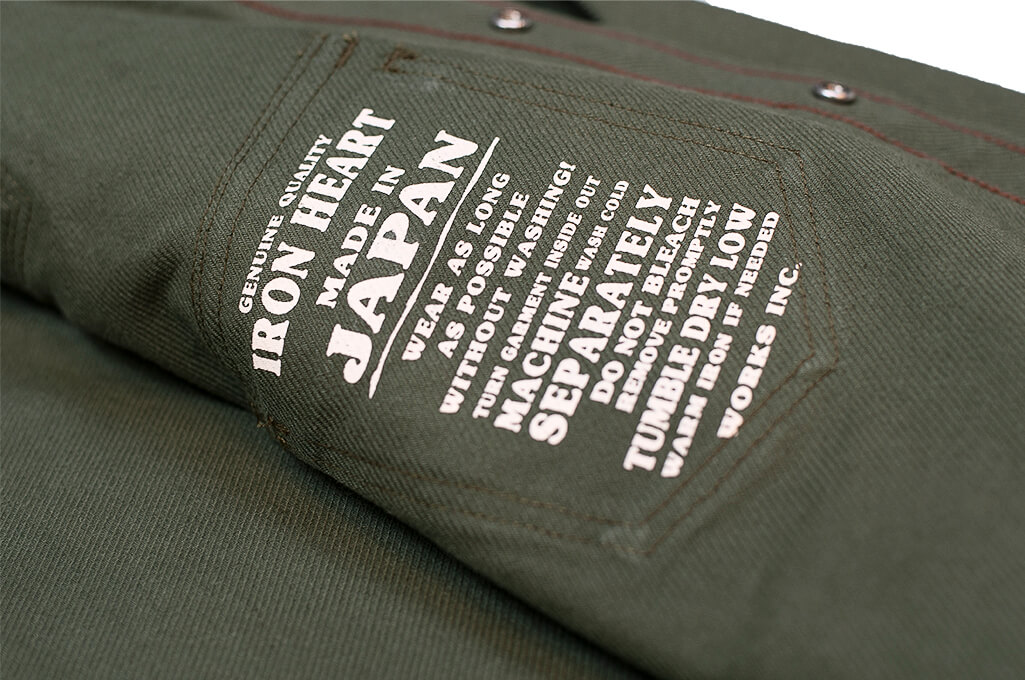 GENUINE QUALITY
IRON HEART
MADE IN
JAPAN
WEAR AS LONG
AS POSSIBLE
WITHOUT WASHING!
TURN GARMENT INSIDE OUT
MACHINE WASH COLD
SEPARATELY
DO NOT BLEACH
REMOVE PROMPTLY
TUMBLE DRY LOW
WARM IRON IF NEEDED
WORKS INC.